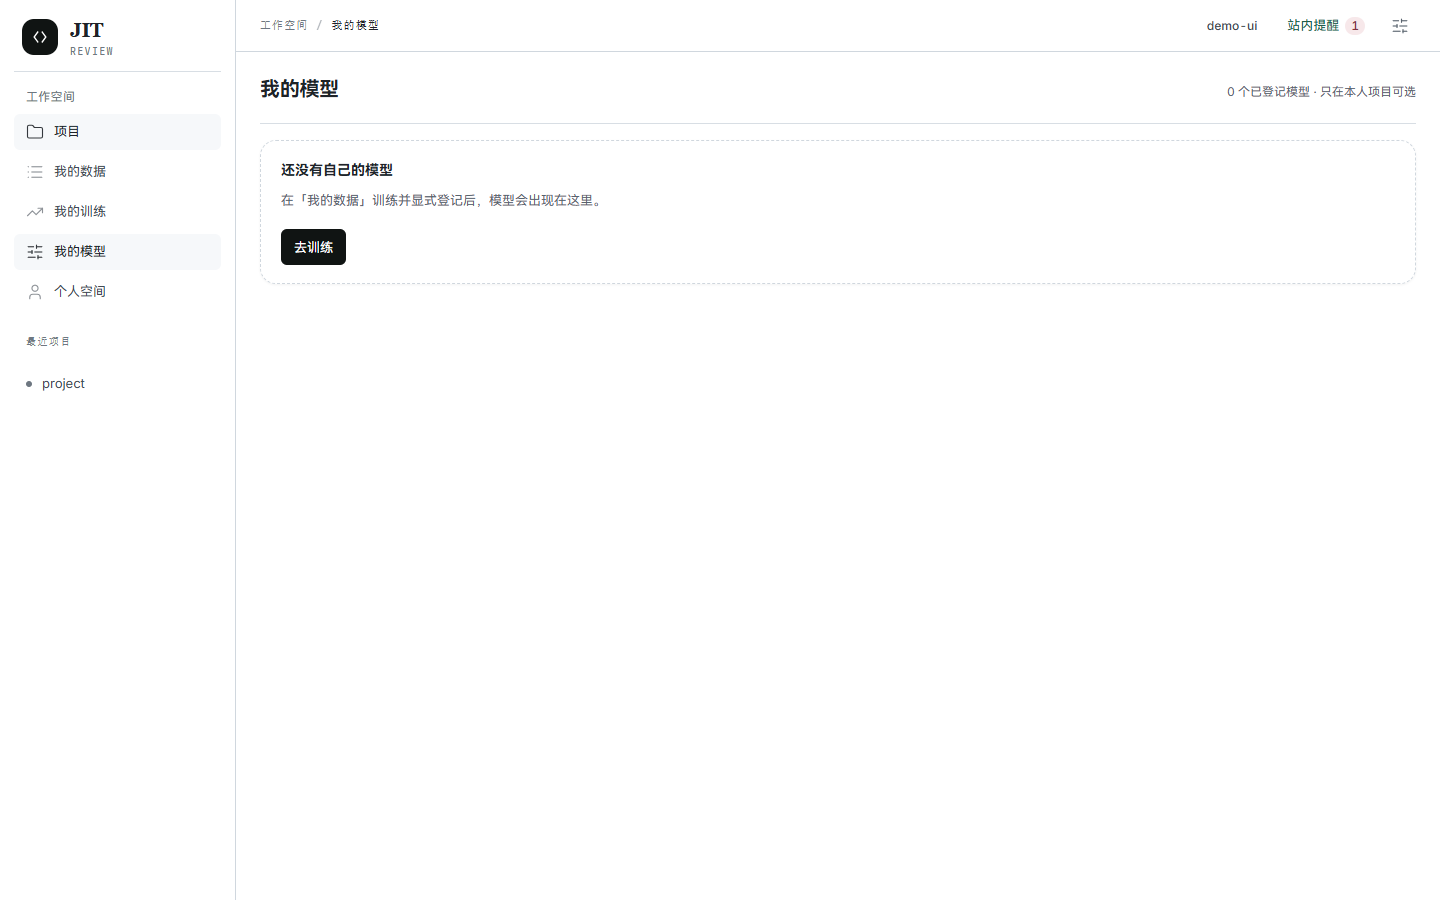 JIT
REVIEW
工作空间
项目
我的数据
我的训练
我的模型
个人空间
最近项目
project
工作空间 / 我的模型
demo-ui
站内提醒 1
我的模型
0 个已登记模型 · 只在本人项目可选
还没有自己的模型
在「我的数据」训练并显式登记后，模型会出现在这里。
去训练